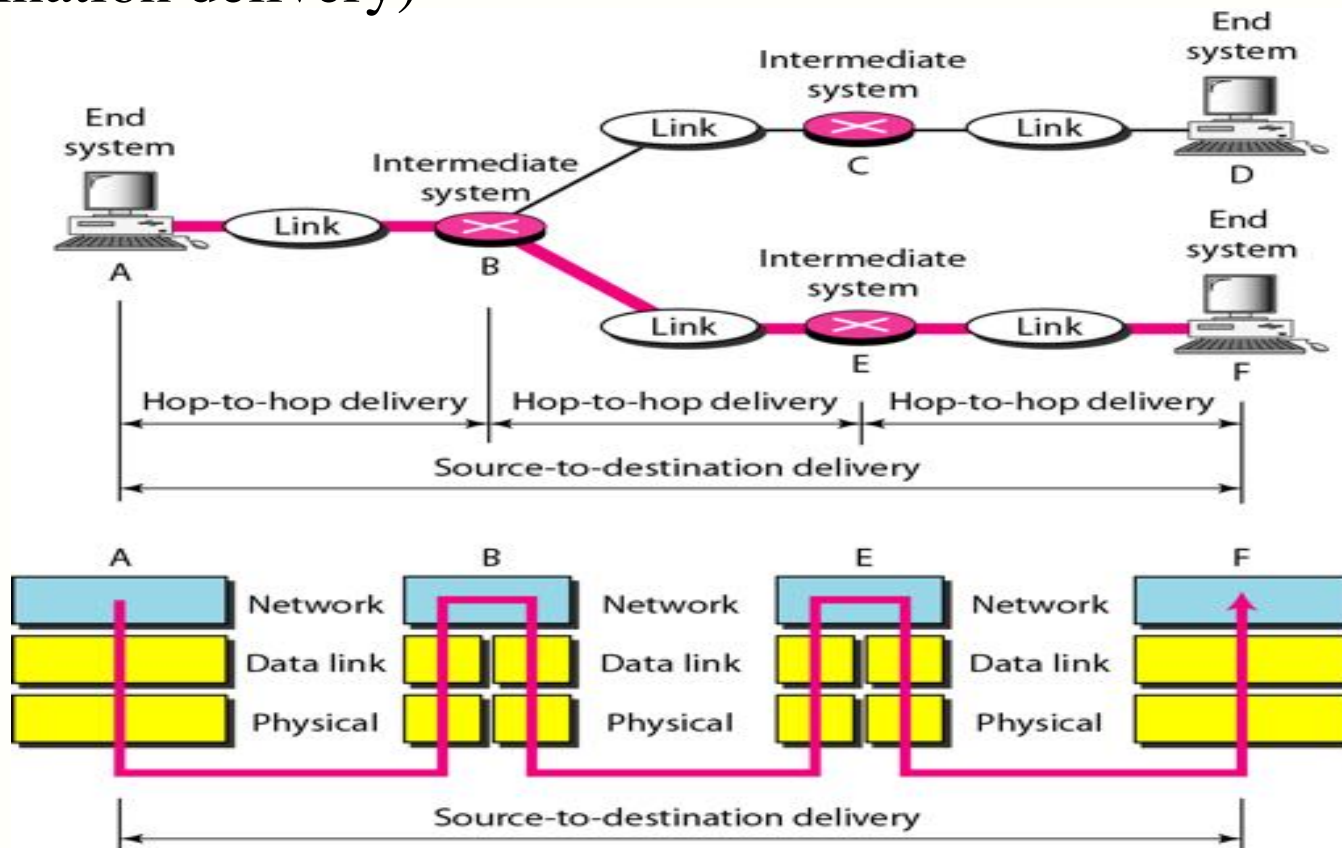 delivery)
End
system
Intermediate
system
End
system
Link
C
Link
D
Intermediate
system
Link
A
B
End
system
Intermediate
system
Link
E
Link
F
Hop-to-hop delivery
Hop-to-hop delivery
Hop-to-hop delivery
Source-to-destination delivery
A
B
E
F
Network
Network
Network
Data link
Data link
Data link
Physical
Physical
Physical
Source-to-destination delivery